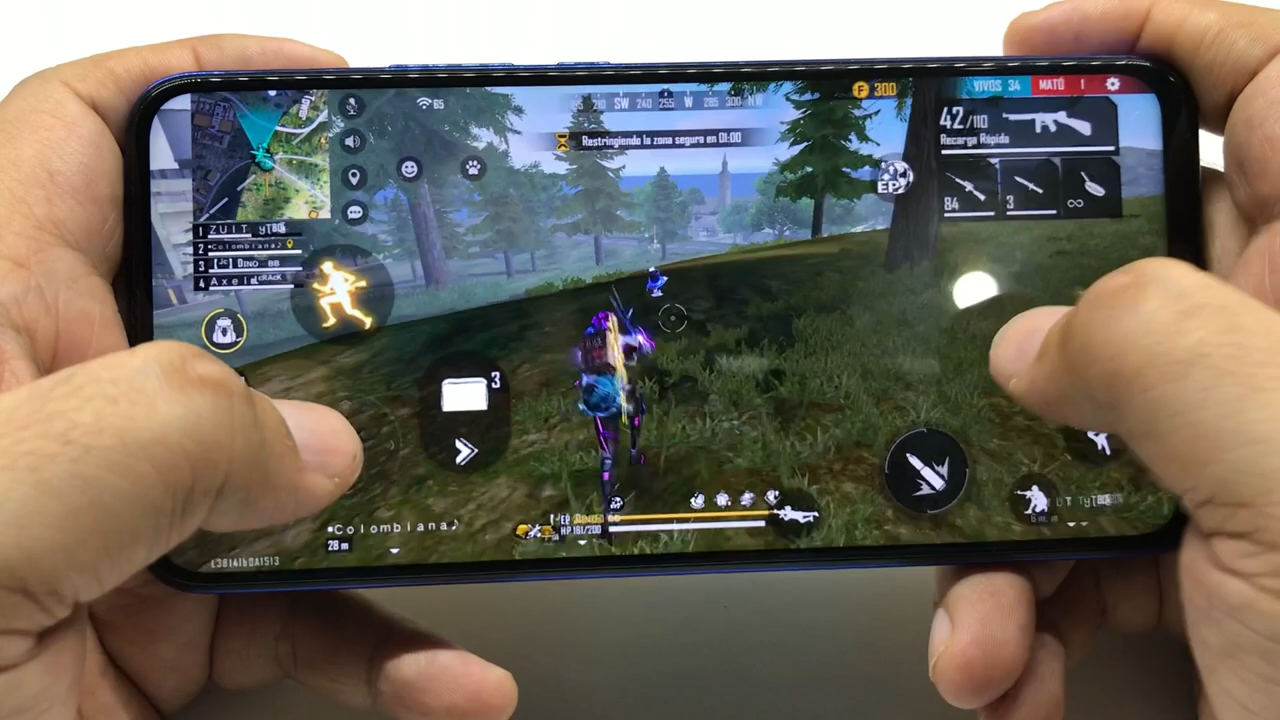 65
SW 240 255 W 285 300 NW
300
VIVOS 34
MATÓ 1
Restringiendo la zona segura en 01:00
42/110
Recarga Rápida
EP
84
3
∞
1
2 •Colombiana♪
3 DINO BB
4 Axel CRACK
3
•Colombiana♪
28 m
HP 181/200